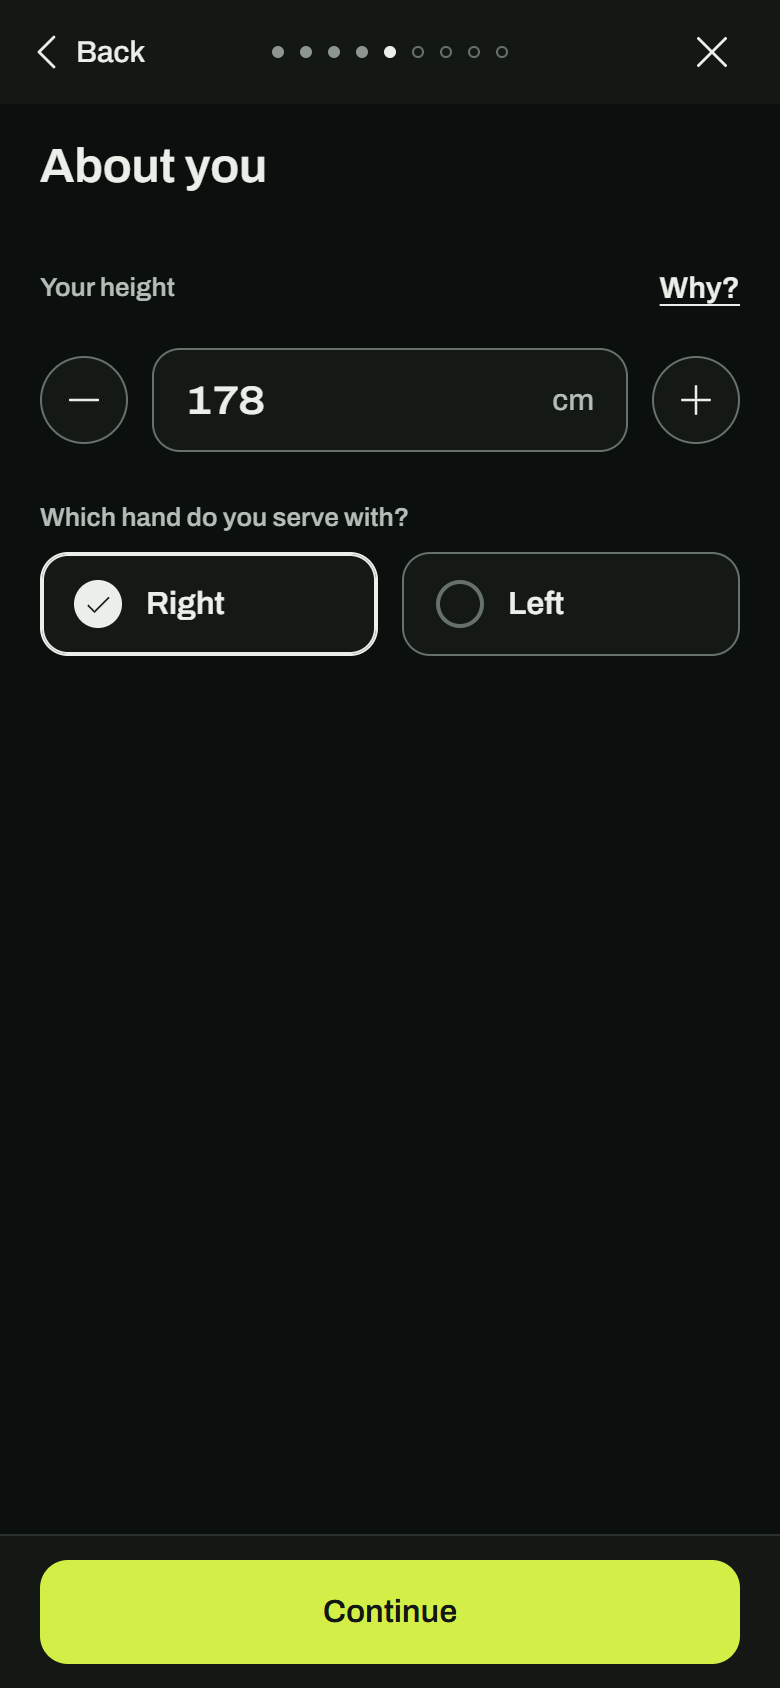 Back
About you
Your height
Why?
178 cm
Which hand do you serve with?
Right
Left
Continue